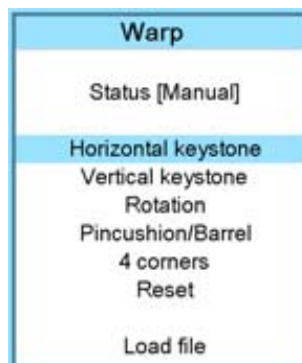 Warp
Status [Manual]
Horizontal keystone
Vertical keystone
Rotation
Pincushion/Barrel
4 corners
Reset
Load file